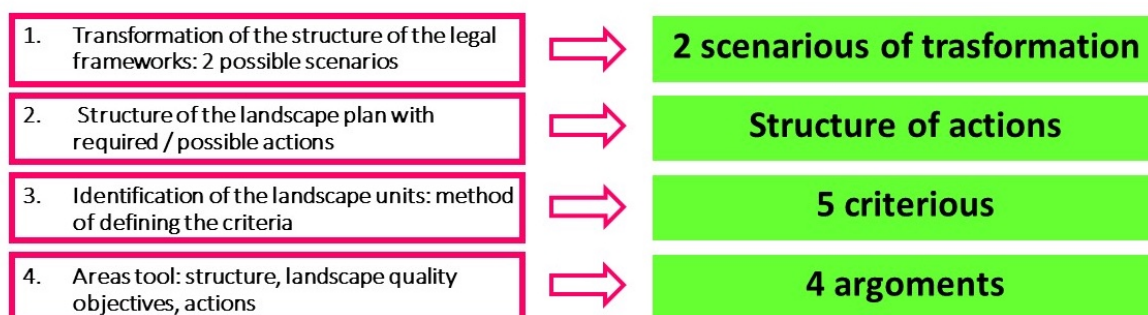 1. Transformation of the structure of the legal
frameworks: 2 possible scenarios
2 scenarious of trasformation
2. Structure of the landscape plan with
required / possible actions
Structure of actions
3. Identification of the landscape units: method
of defining the criteria
5 criterious
4. Areas tool: structure, landscape quality
objectives, actions
4 argoments